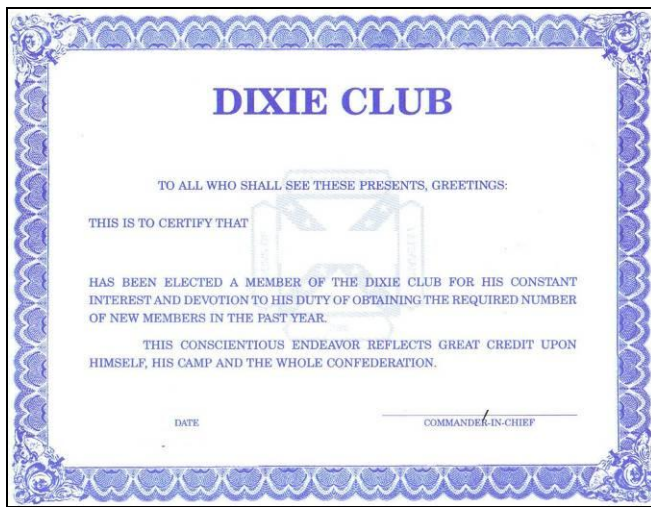 DIXIE CLUB
TO ALL WHO SHALL SEE THESE PRESENTS, GREETINGS:
THIS IS TO CERTIFY THAT
HAS BEEN ELECTED A MEMBER OF THE DIXIE CLUB FOR HIS CONSTANT
INTEREST AND DEVOTION TO HIS DUTY OF OBTAINING THE REQUIRED NUMBER
OF NEW MEMBERS IN THE PAST YEAR.
THIS CONSCIENTIOUS ENDEAVOR REFLECTS GREAT CREDIT UPON
HIMSELF, HIS CAMP AND THE WHOLE CONFEDERATION.
DATE
COMMANDER-IN-CHIEF